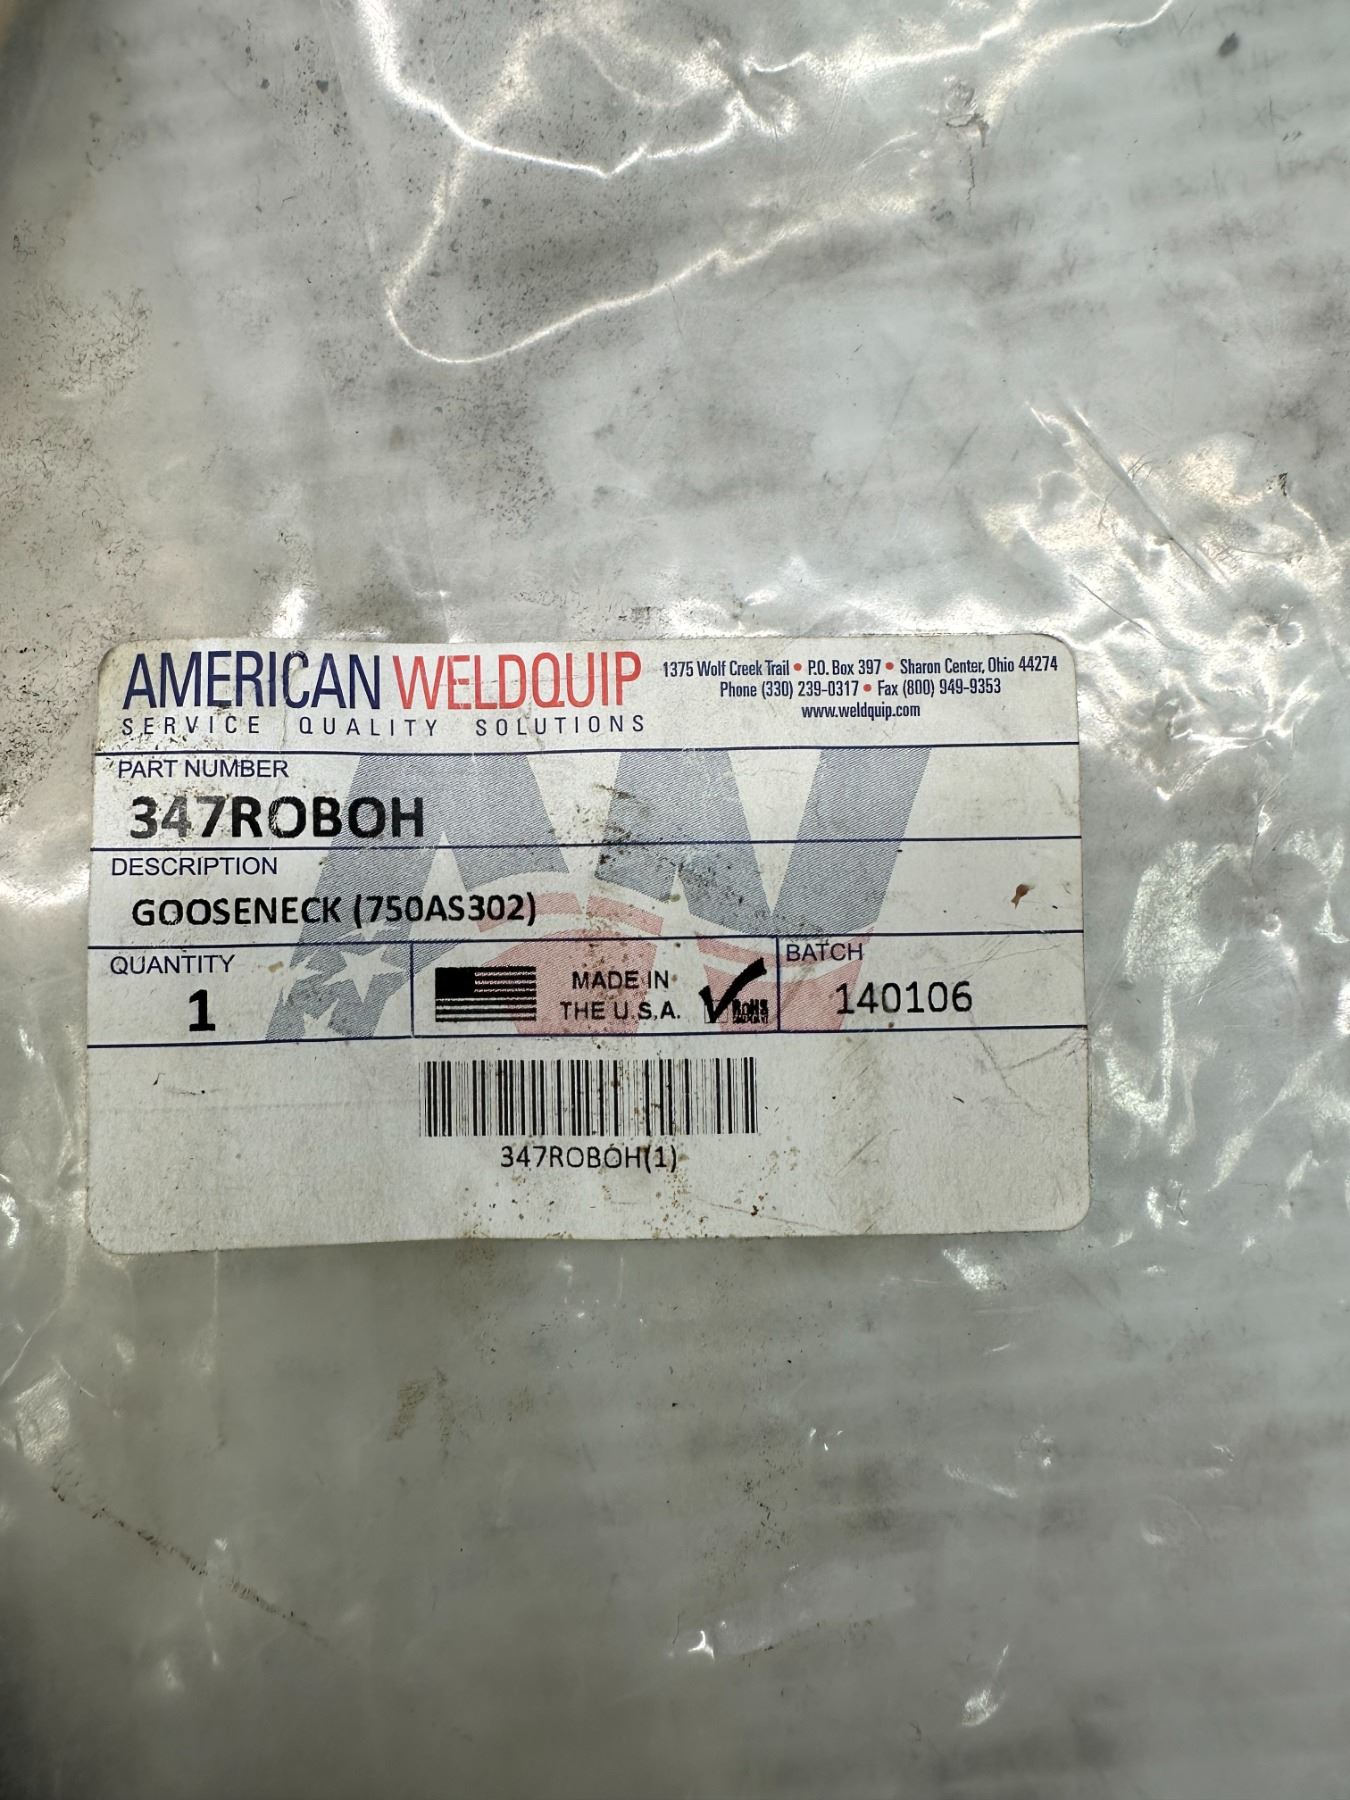 AMERICAN WELDQUIP
SERVICE QUALITY SOLUTIONS
1375 Wolf Creek Trail • P.O. Box 397 • Sharon Center, Ohio 44274
Phone (330) 239-0317 • Fax (800) 949-9353
www.weldquip.com
PART NUMBER
347ROBOH
DESCRIPTION
GOOSENECK (750AS302)
QUANTITY
1
MADE IN
THE U.S.A.
RoHS
BATCH
140106
347ROBOH(1)